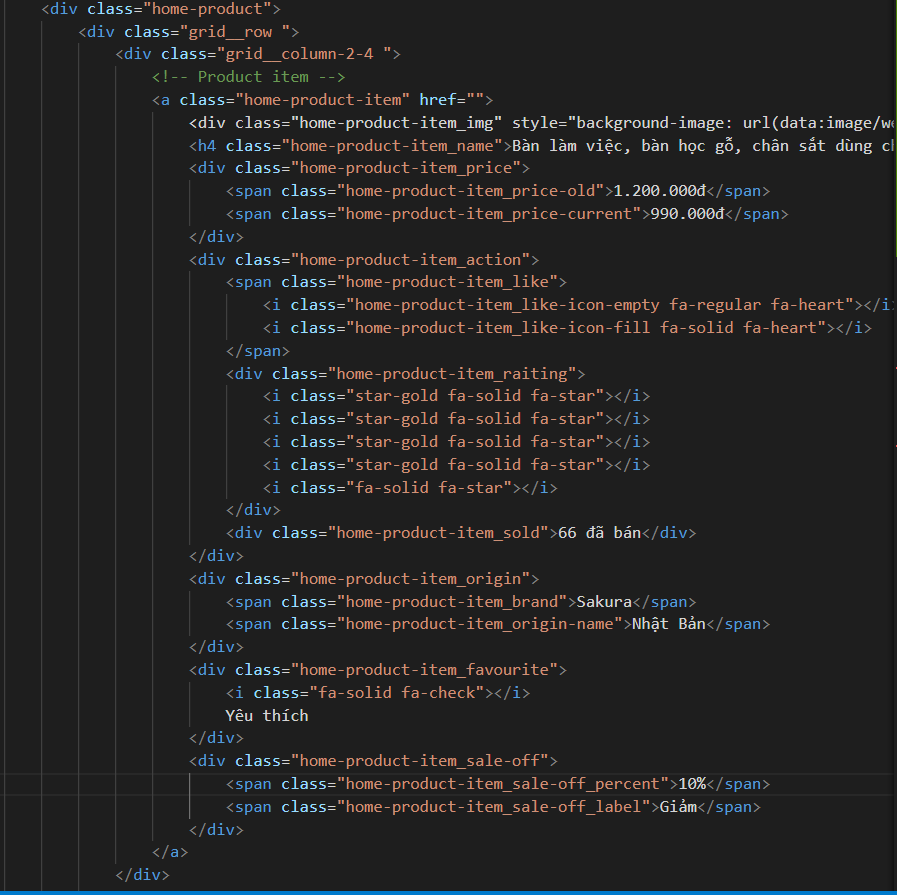 <div class="home-product">
<div class="grid__row ">
<div class="grid__column-2-4 ">
<!-- Product item -->
<a class="home-product-item" href="">
<div class="home-product-item_img" style="background-image: url(data:image/we
<h4 class="home-product-item_name">Bàn làm việc, bàn học gỗ, chân sắt dùng ch
<div class="home-product-item_price">
<span class="home-product-item_price-old">1.200.000đ</span>
<span class="home-product-item_price-current">990.000đ</span>
</div>
<div class="home-product-item_action">
<span class="home-product-item_like">
<i class="home-product-item_like-icon-empty fa-regular fa-heart"></i
<i class="home-product-item_like-icon-fill fa-solid fa-heart"></i>
</span>
<div class="home-product-item_raiting">
<i class="star-gold fa-solid fa-star"></i>
<i class="star-gold fa-solid fa-star"></i>
<i class="star-gold fa-solid fa-star"></i>
<i class="star-gold fa-solid fa-star"></i>
<i class="fa-solid fa-star"></i>
</div>
<div class="home-product-item_sold">66 đã bán</div>
</div>
<div class="home-product-item_origin">
<span class="home-product-item_brand">Sakura</span>
<span class="home-product-item_origin-name">Nhật Bản</span>
</div>
<div class="home-product-item_favourite">
<i class="fa-solid fa-check"></i>
Yêu thích
</div>
<div class="home-product-item_sale-off">
<span class="home-product-item_sale-off_percent">10%</span>
<span class="home-product-item_sale-off_label">Giảm</span>
</div>
</a>
</div>